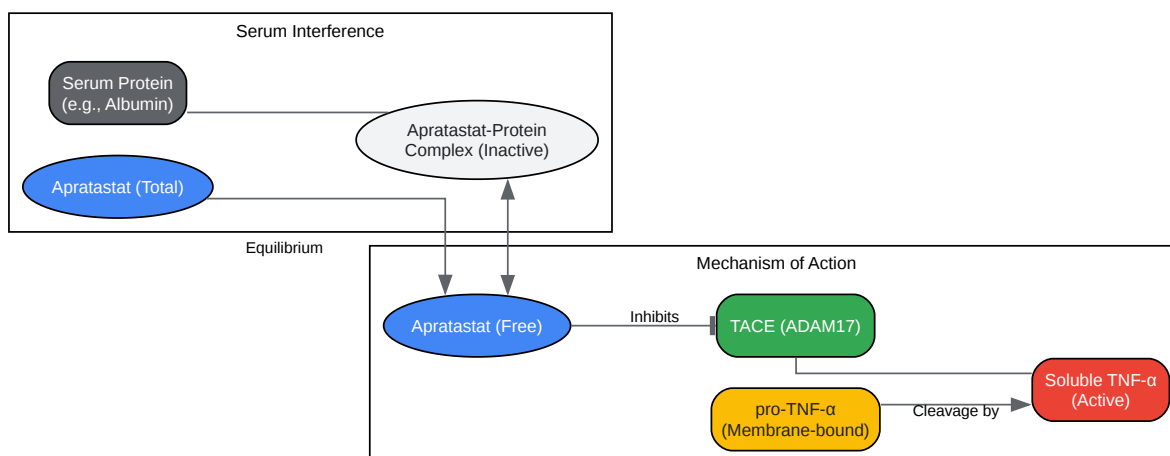 Serum Interference
Serum Protein
(e.g., Albumin)
Apratastat-Protein
Complex (Inactive)
Apratastat (Total)
Equilibrium
Mechanism of Action
Apratastat (Free)
Inhibits
TACE (ADAM17)
pro-TNF-α
(Membrane-bound)
Cleavage by
Soluble TNF-α
(Active)